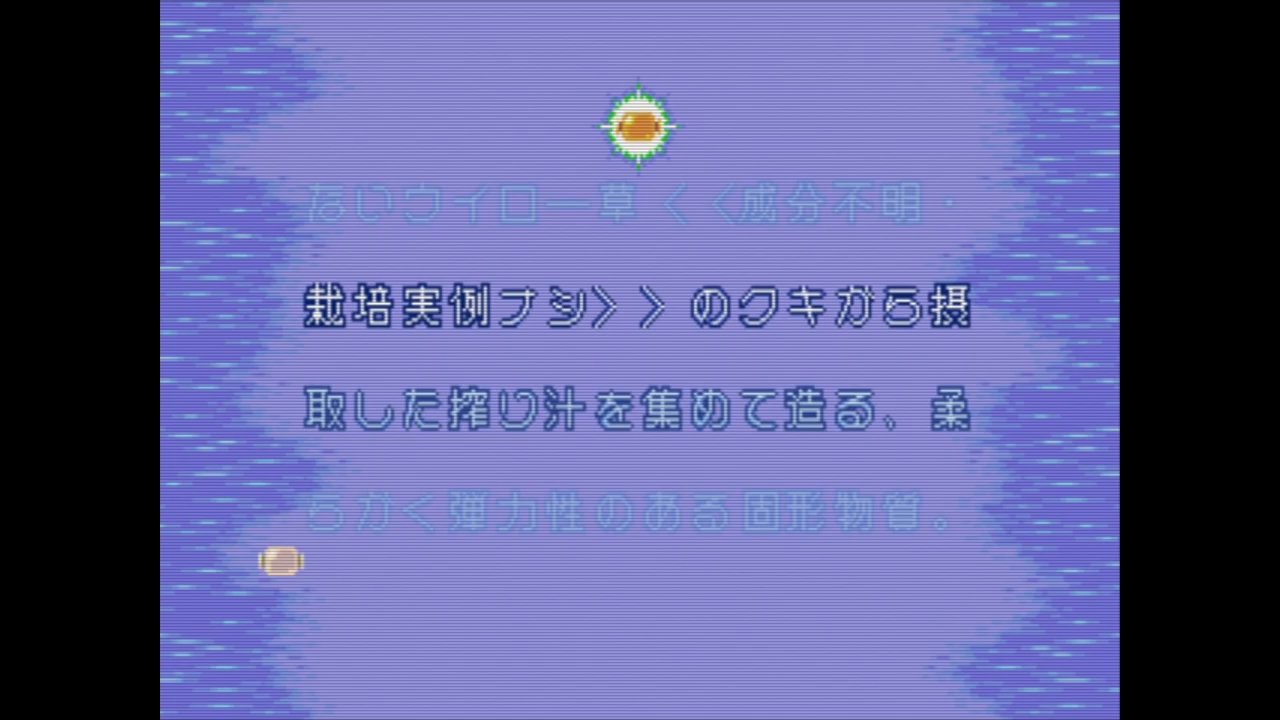 ないウイロー草くく成分不明・
栽培実例ナシ＞＞のクキから摂
取した搾り汁を集めて造る、柔
らかく弾力性のある固形物質。